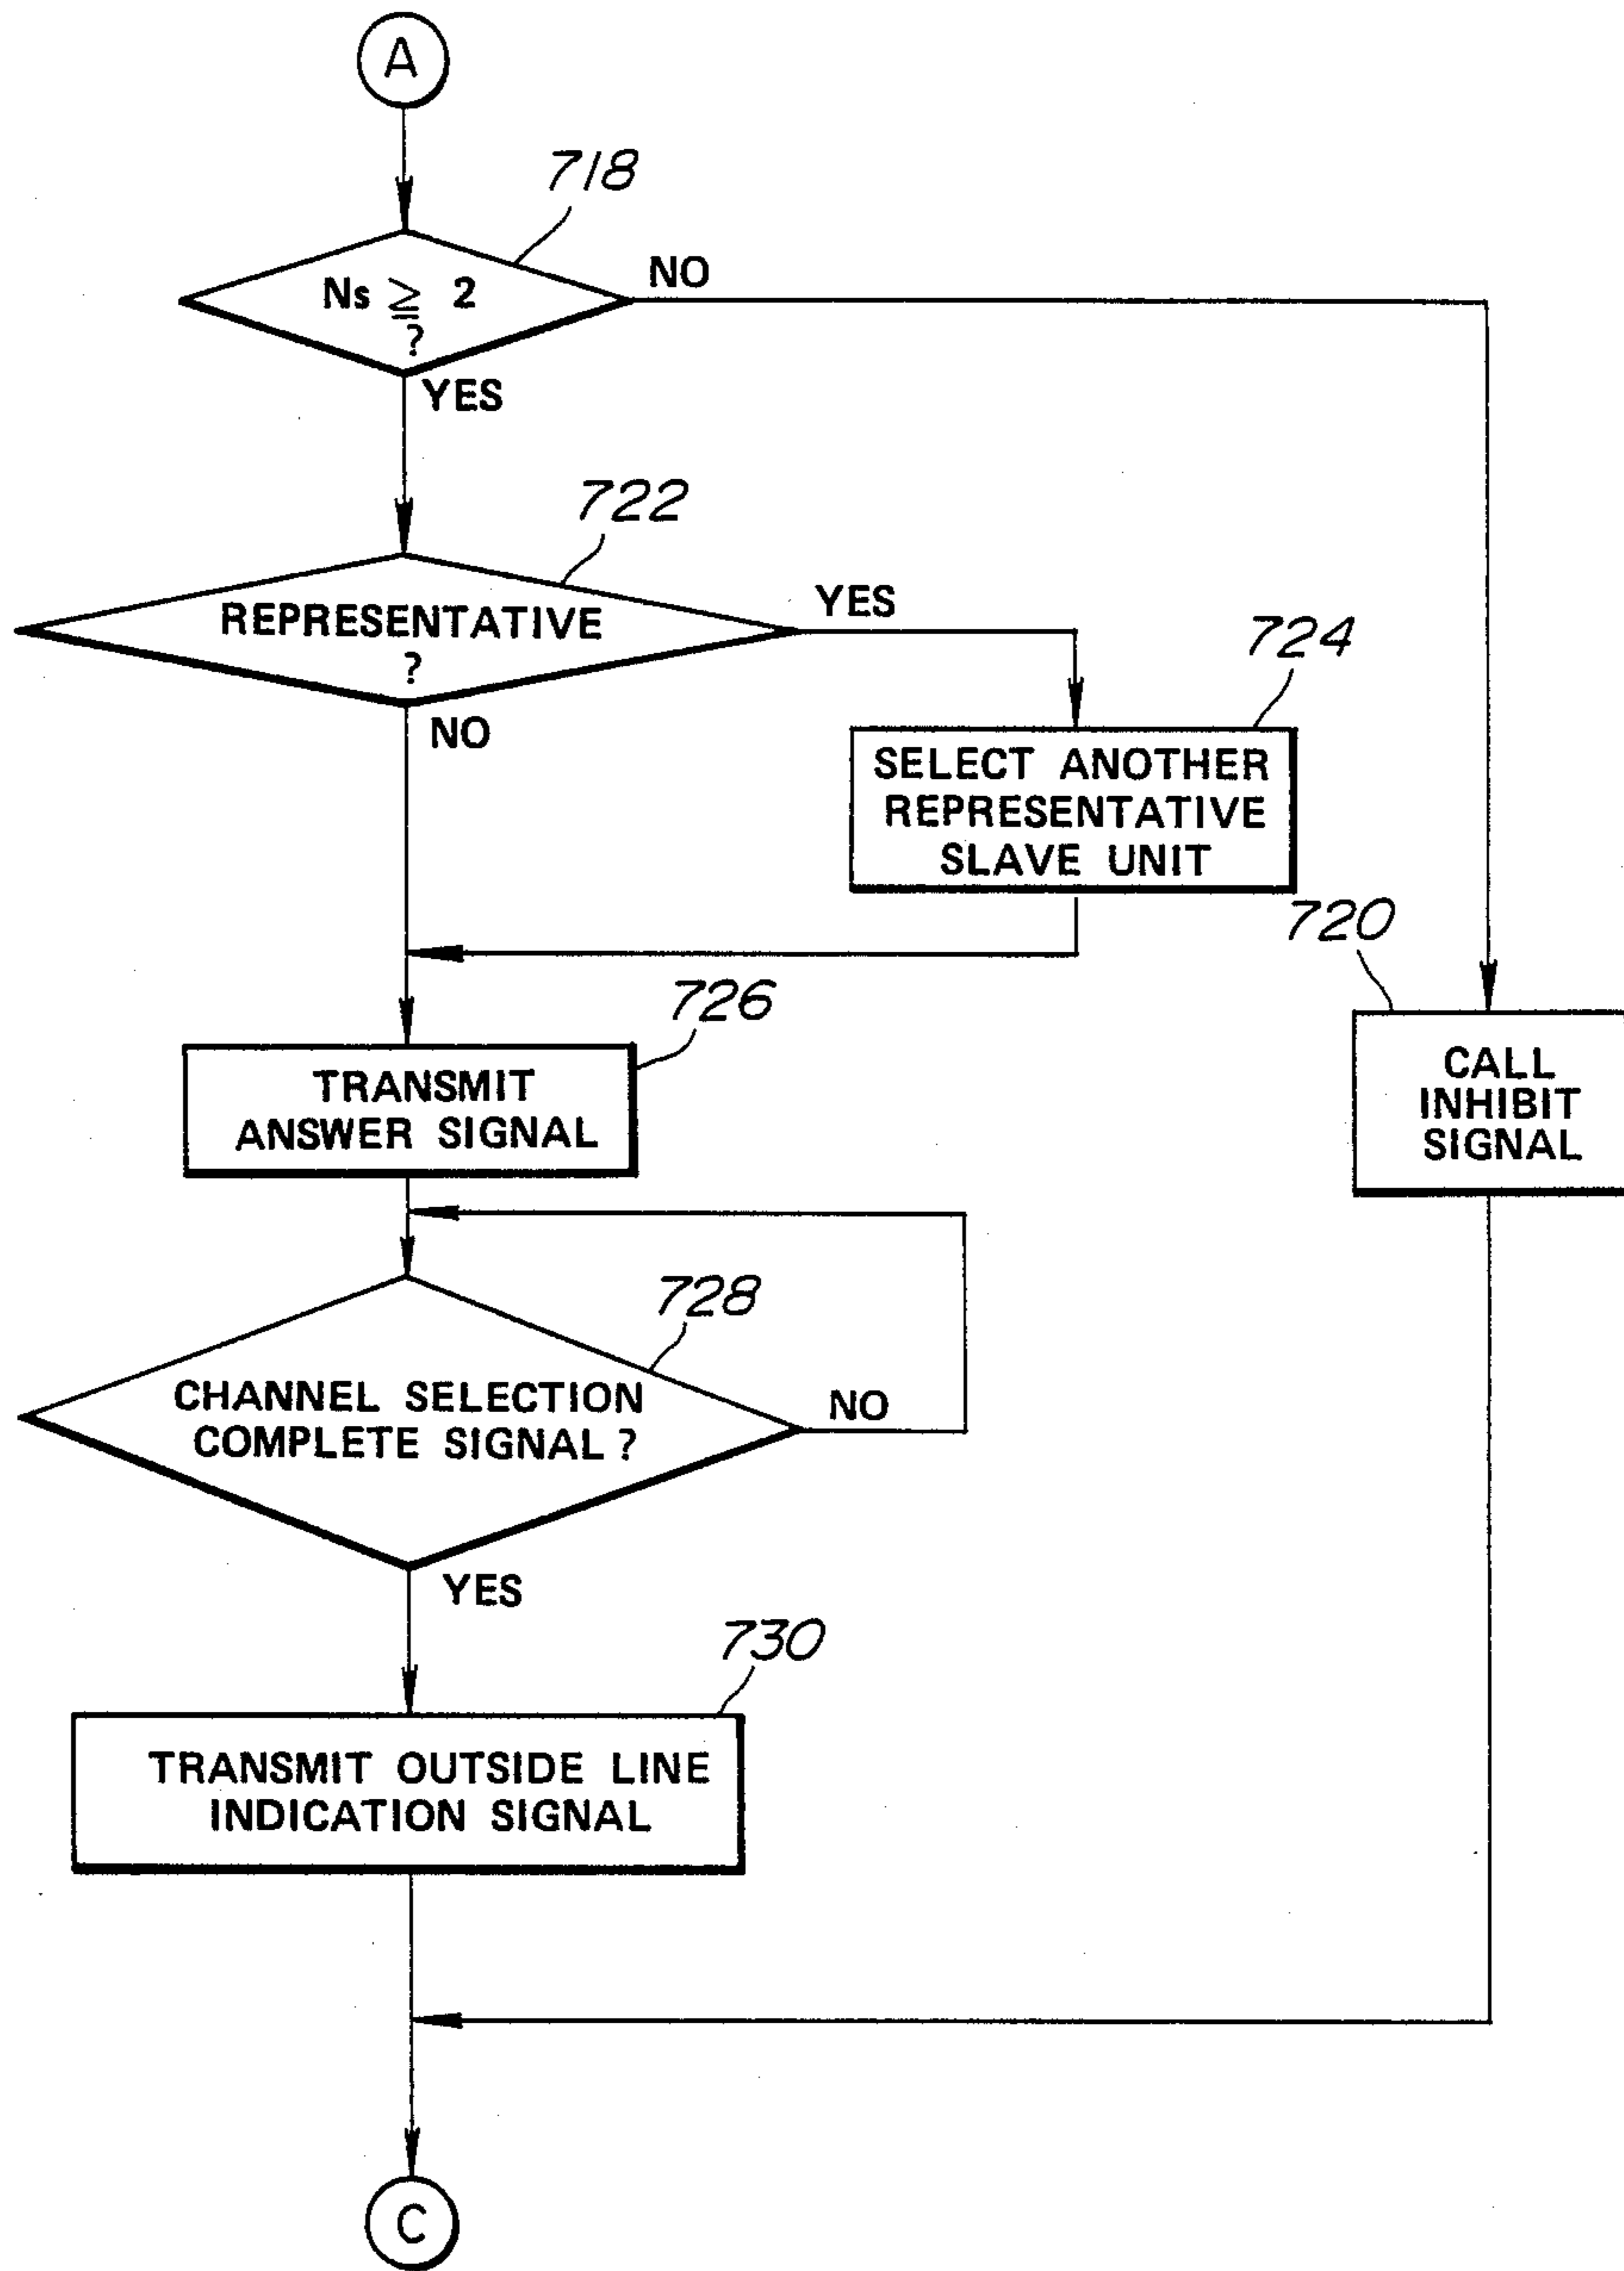 A
718
Ns ≧ 2
?
NO
YES
722
REPRESENTATIVE
?
YES
NO
724
SELECT ANOTHER
REPRESENTATIVE
SLAVE UNIT
720
CALL
INHIBIT
SIGNAL
726
TRANSMIT
ANSWER SIGNAL
728
CHANNEL SELECTION
COMPLETE SIGNAL ?
NO
YES
730
TRANSMIT OUTSIDE LINE
INDICATION SIGNAL
C